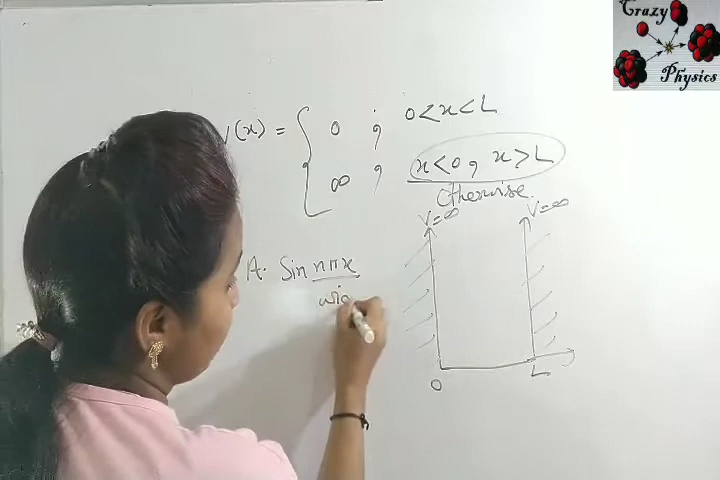 Crazy
Physics
V(x) = { 0 , 0<x<L
∞ , x<0 , x>L
Otherwise.
V=∞ V=∞
A. Sin nπx
0 L